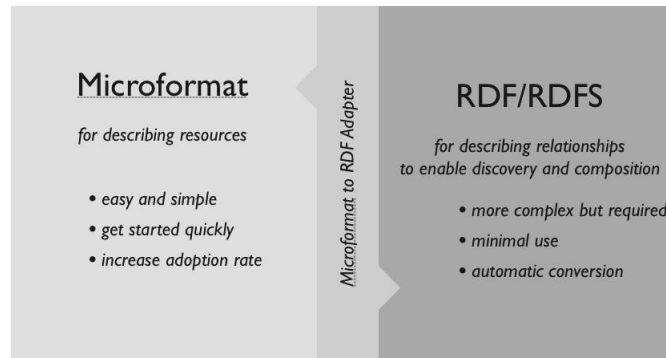 Microformat
for describing resources
• easy and simple
• get started quickly
• increase adoption rate
Microformat to RDF Adapter
RDF/RDFS
for describing relationships
to enable discovery and composition
• more complex but required
• minimal use
• automatic conversion